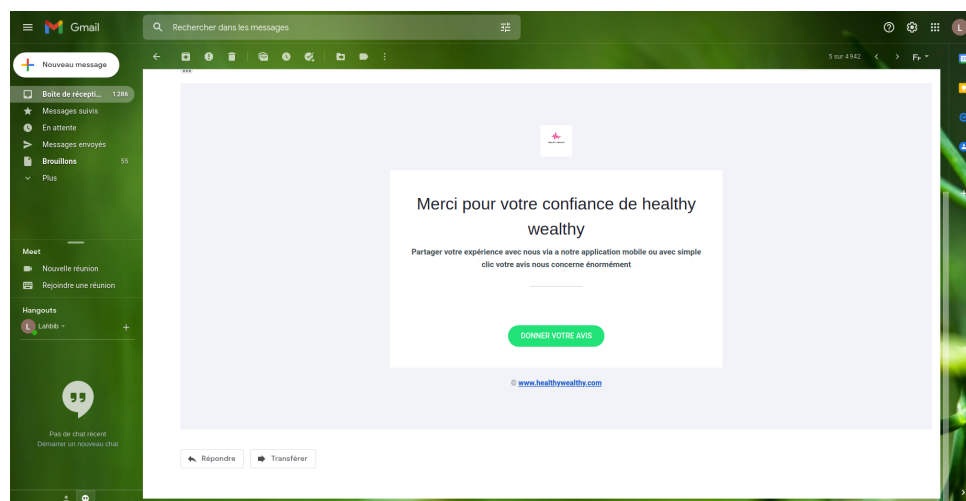 Gmail
Rechercher dans les messages
L
Nouveau message
5 sur 4 942
Fr
Boîte de récepti... 1 286
Messages suivis
En attente
Messages envoyés
Brouillons 55
Plus
Merci pour votre confiance de healthy
wealthy
Partager votre expérience avec nous via a notre application mobile ou avec simple
clic votre avis nous concerne énormément
DONNER VOTRE AVIS
© www.healthywealthy.com
Meet
Nouvelle réunion
Rejoindre une réunion
Hangouts
L Lahbib
Pas de chat récent
Démarrer un nouveau chat
Répondre
Transférer